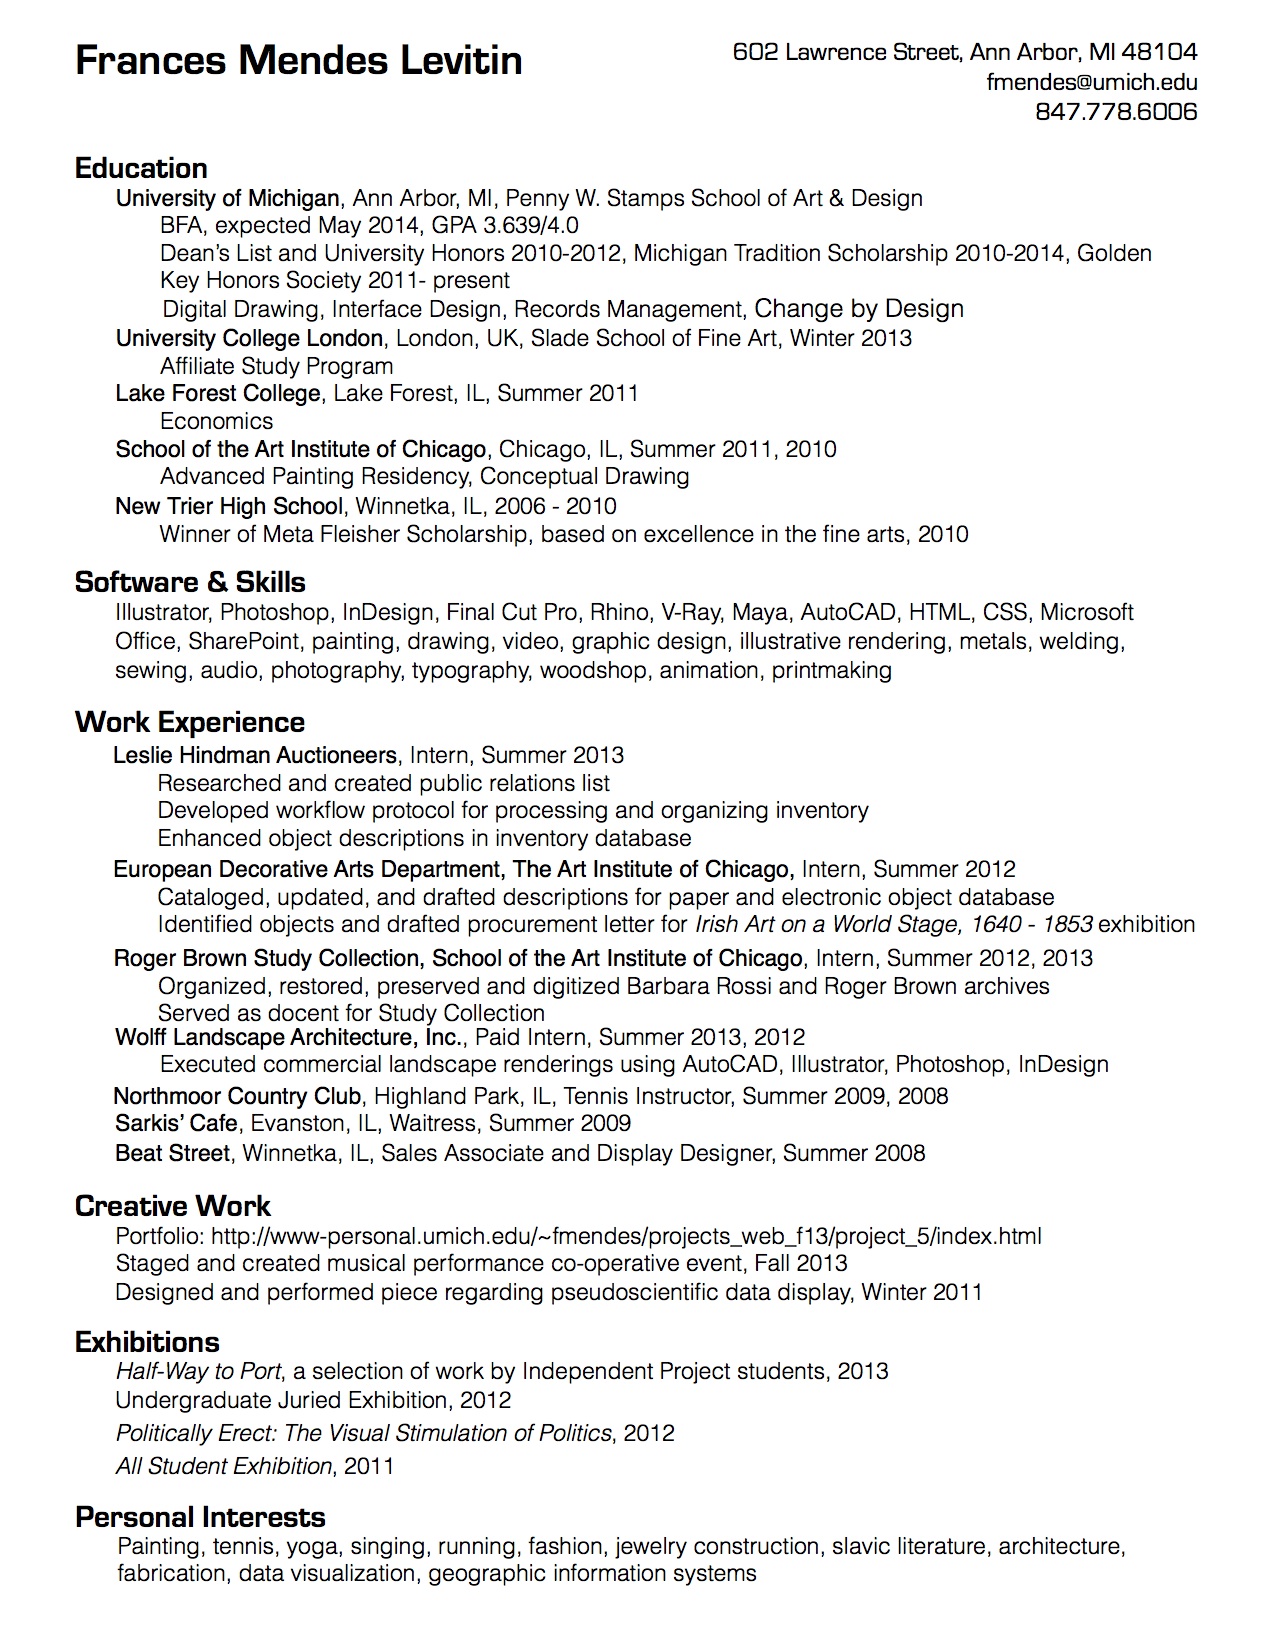 Frances Mendes Levitin
602 Lawrence Street, Ann Arbor, MI 48104
fmendes@umich.edu
847.778.6006
Education
University of Michigan, Ann Arbor, MI, Penny W. Stamps School of Art & Design
BFA, expected May 2014, GPA 3.639/4.0
Dean's List and University Honors 2010-2012, Michigan Tradition Scholarship 2010-2014, Golden
Key Honors Society 2011- present
Digital Drawing, Interface Design, Records Management, Change by Design
University College London, London, UK, Slade School of Fine Art, Winter 2013
Affiliate Study Program
Lake Forest College, Lake Forest, IL, Summer 2011
Economics
School of the Art Institute of Chicago, Chicago, IL, Summer 2011, 2010
Advanced Painting Residency, Conceptual Drawing
New Trier High School, Winnetka, IL, 2006 - 2010
Winner of Meta Fleisher Scholarship, based on excellence in the fine arts, 2010
Software & Skills
Illustrator, Photoshop, InDesign, Final Cut Pro, Rhino, V-Ray, Maya, AutoCAD, HTML, CSS, Microsoft
Office, SharePoint, painting, drawing, video, graphic design, illustrative rendering, metals, welding,
sewing, audio, photography, typography, woodshop, animation, printmaking
Work Experience
Leslie Hindman Auctioneers, Intern, Summer 2013
Researched and created public relations list
Developed workflow protocol for processing and organizing inventory
Enhanced object descriptions in inventory database
European Decorative Arts Department, The Art Institute of Chicago, Intern, Summer 2012
Cataloged, updated, and drafted descriptions for paper and electronic object database
Identified objects and drafted procurement letter for Irish Art on a World Stage, 1640 - 1853 exhibition
Roger Brown Study Collection, School of the Art Institute of Chicago, Intern, Summer 2012, 2013
Organized, restored, preserved and digitized Barbara Rossi and Roger Brown archives
Served as docent for Study Collection
Wolff Landscape Architecture, Inc., Paid Intern, Summer 2013, 2012
Executed commercial landscape renderings using AutoCAD, Illustrator, Photoshop, InDesign
Northmoor Country Club, Highland Park, IL, Tennis Instructor, Summer 2009, 2008
Sarkis' Cafe, Evanston, IL, Waitress, Summer 2009
Beat Street, Winnetka, IL, Sales Associate and Display Designer, Summer 2008
Creative Work
Portfolio: http://www-personal.umich.edu/~fmendes/projects_web_f13/project_5/index.html
Staged and created musical performance co-operative event, Fall 2013
Designed and performed piece regarding pseudoscientific data display, Winter 2011
Exhibitions
Half-Way to Port, a selection of work by Independent Project students, 2013
Undergraduate Juried Exhibition, 2012
Politically Erect: The Visual Stimulation of Politics, 2012
All Student Exhibition, 2011
Personal Interests
Painting, tennis, yoga, singing, running, fashion, jewelry construction, slavic literature, architecture,
fabrication, data visualization, geographic information systems